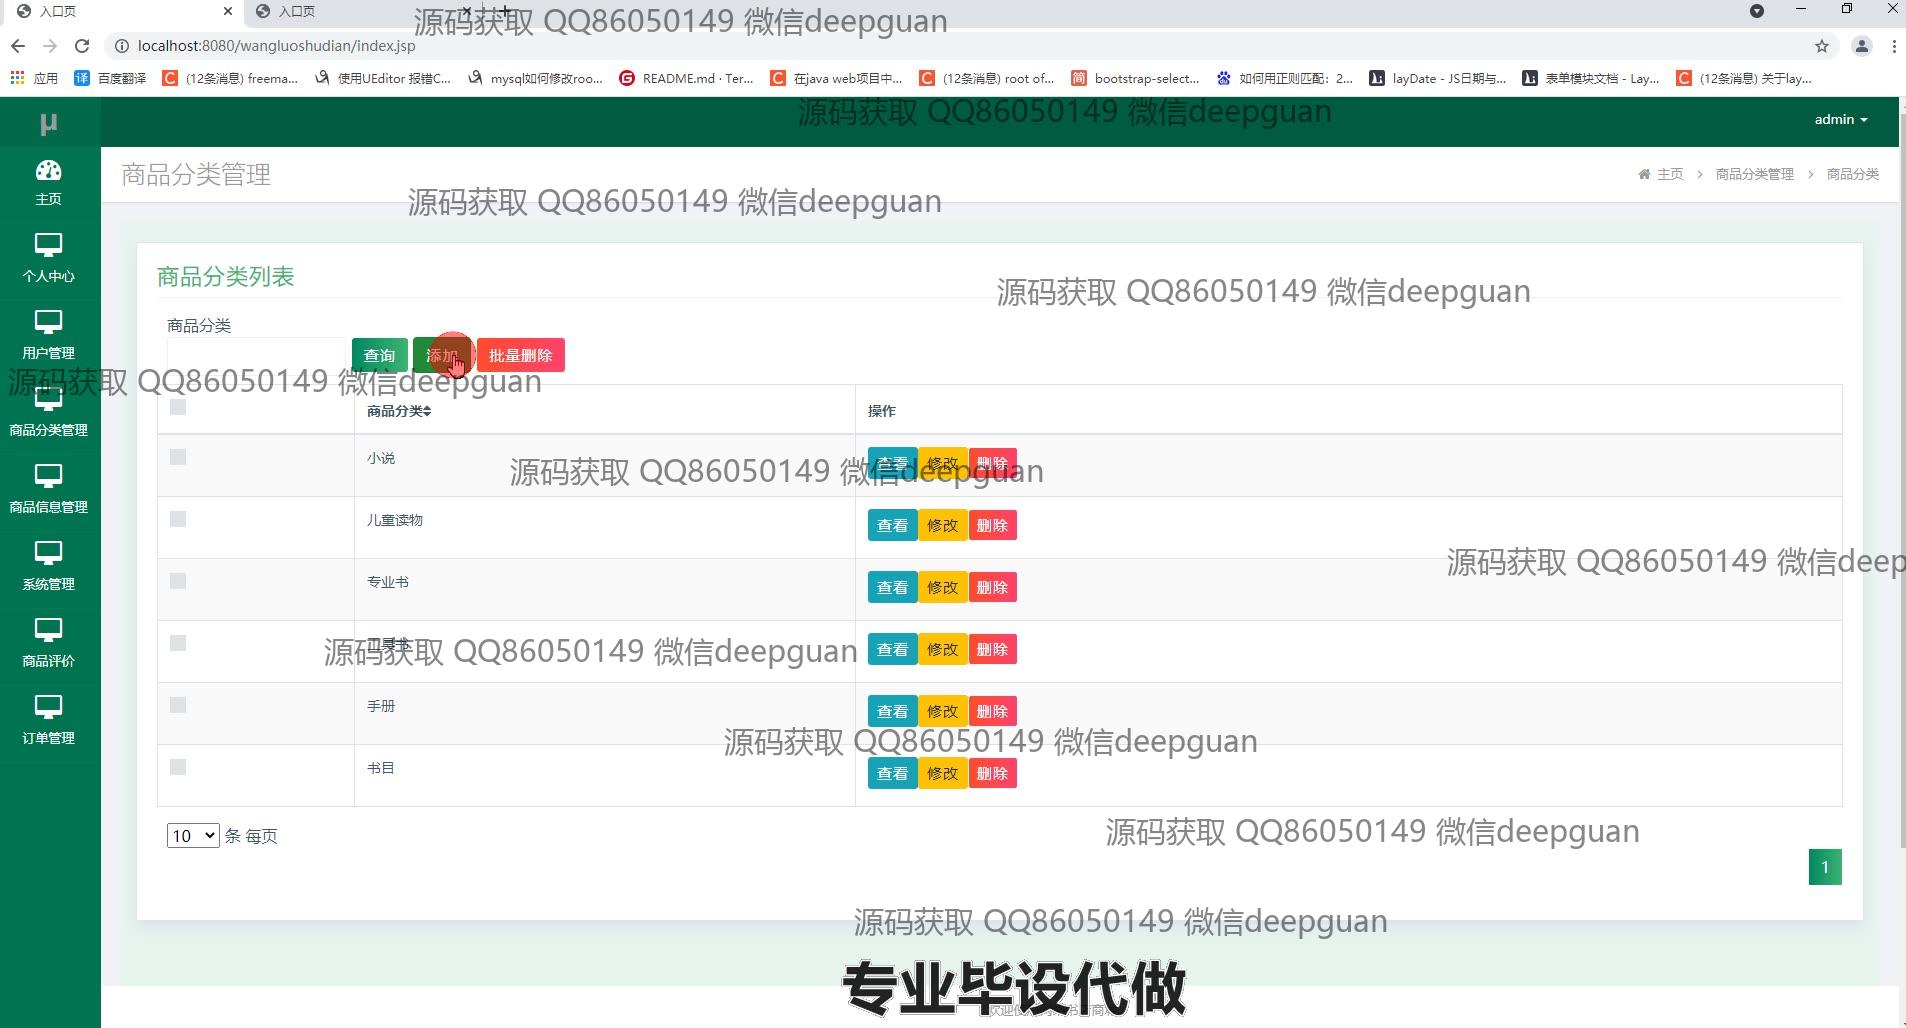 入口页
入口页
源码获取 QQ86050149 微信deepguan
localhost:8080/wangluoshudian/index.jsp
应用
百度翻译
(12条消息) freema...
使用UEditor 报错C...
mysql如何修改roo...
README.md · Ter...
在java web项目中...
(12条消息) root of...
bootstrap-select...
如何用正则匹配：2...
layDate - JS日期与...
表单模块文档 - Lay...
(12条消息) 关于lay...
源码获取 QQ86050149 微信deepguan
μ
admin
主页
个人中心
用户管理
商品分类管理
商品信息管理
系统管理
商品评价
订单管理
商品分类管理
主页 > 商品分类管理 > 商品分类
源码获取 QQ86050149 微信deepguan
商品分类列表
源码获取 QQ86050149 微信deepguan
商品分类
查询 添加 批量删除
源码获取 QQ86050149 微信deepguan
商品分类 操作
小说 查看 修改 删除
源码获取 QQ86050149 微信deepguan
儿童读物 查看 修改 删除
源码获取 QQ86050149 微信deep
专业书 查看 修改 删除
工具书 查看 修改 删除
源码获取 QQ86050149 微信deepguan
手册 查看 修改 删除
源码获取 QQ86050149 微信deepguan
书目 查看 修改 删除
10 条 每页
源码获取 QQ86050149 微信deepguan
1
源码获取 QQ86050149 微信deepguan
专业毕设代做